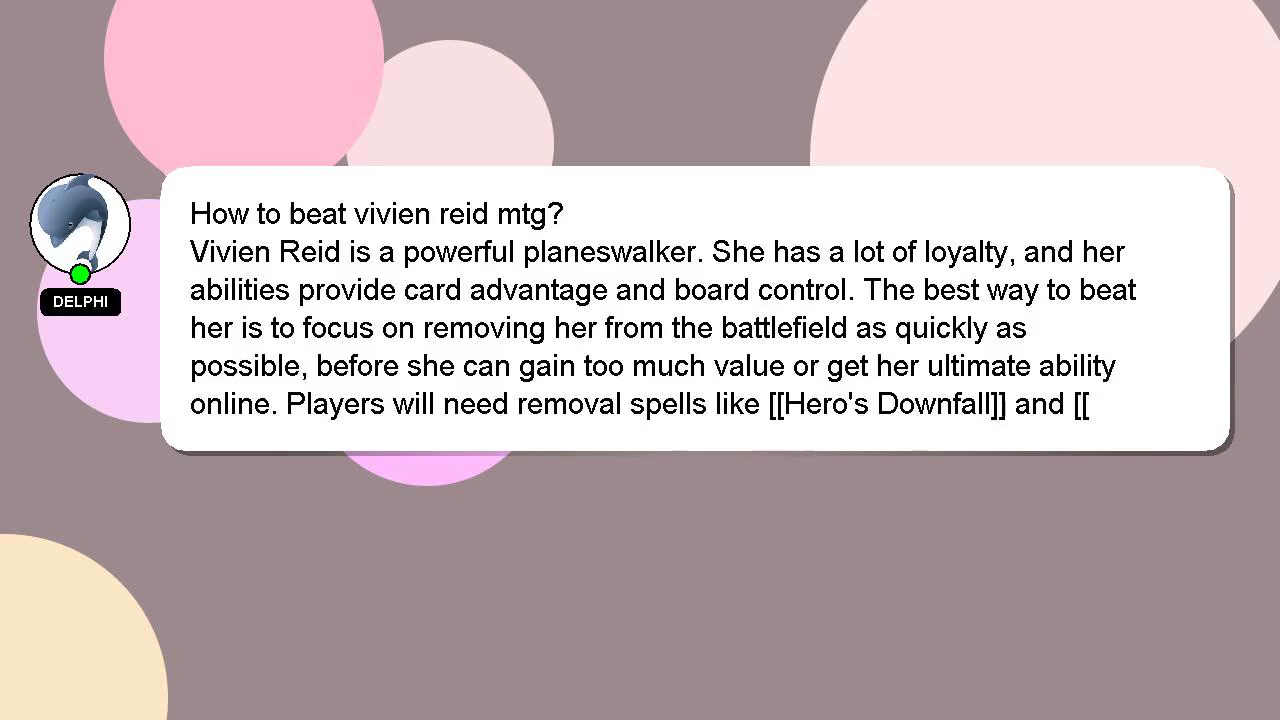 How to beat vivien reid mtg?
Vivien Reid is a powerful planeswalker. She has a lot of loyalty, and her
abilities provide card advantage and board control. The best way to beat
her is to focus on removing her from the battlefield as quickly as
possible, before she can gain too much value or get her ultimate ability
online. Players will need removal spells like [[Hero's Downfall]] and [[
DELPHI